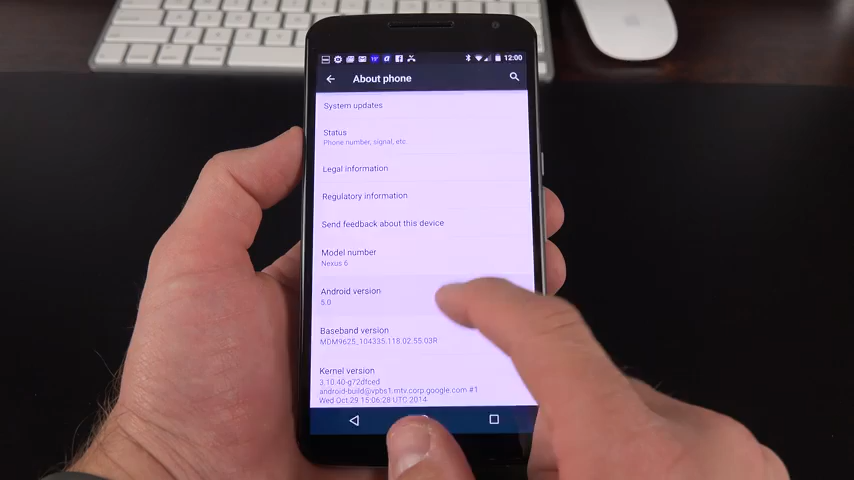 12:00
About phone
System updates
Status
Phone number, signal, etc.
Legal information
Regulatory information
Send feedback about this device
Model number
Nexus 6
Android version
5.0
Baseband version
MDM9625_104335.118.02.55.03R
Kernel version
3.10.40-g72dfced
android-build@vpbs1.mtv.corp.google.com #1
Wed Oct 29 15:06:28 UTC 2014